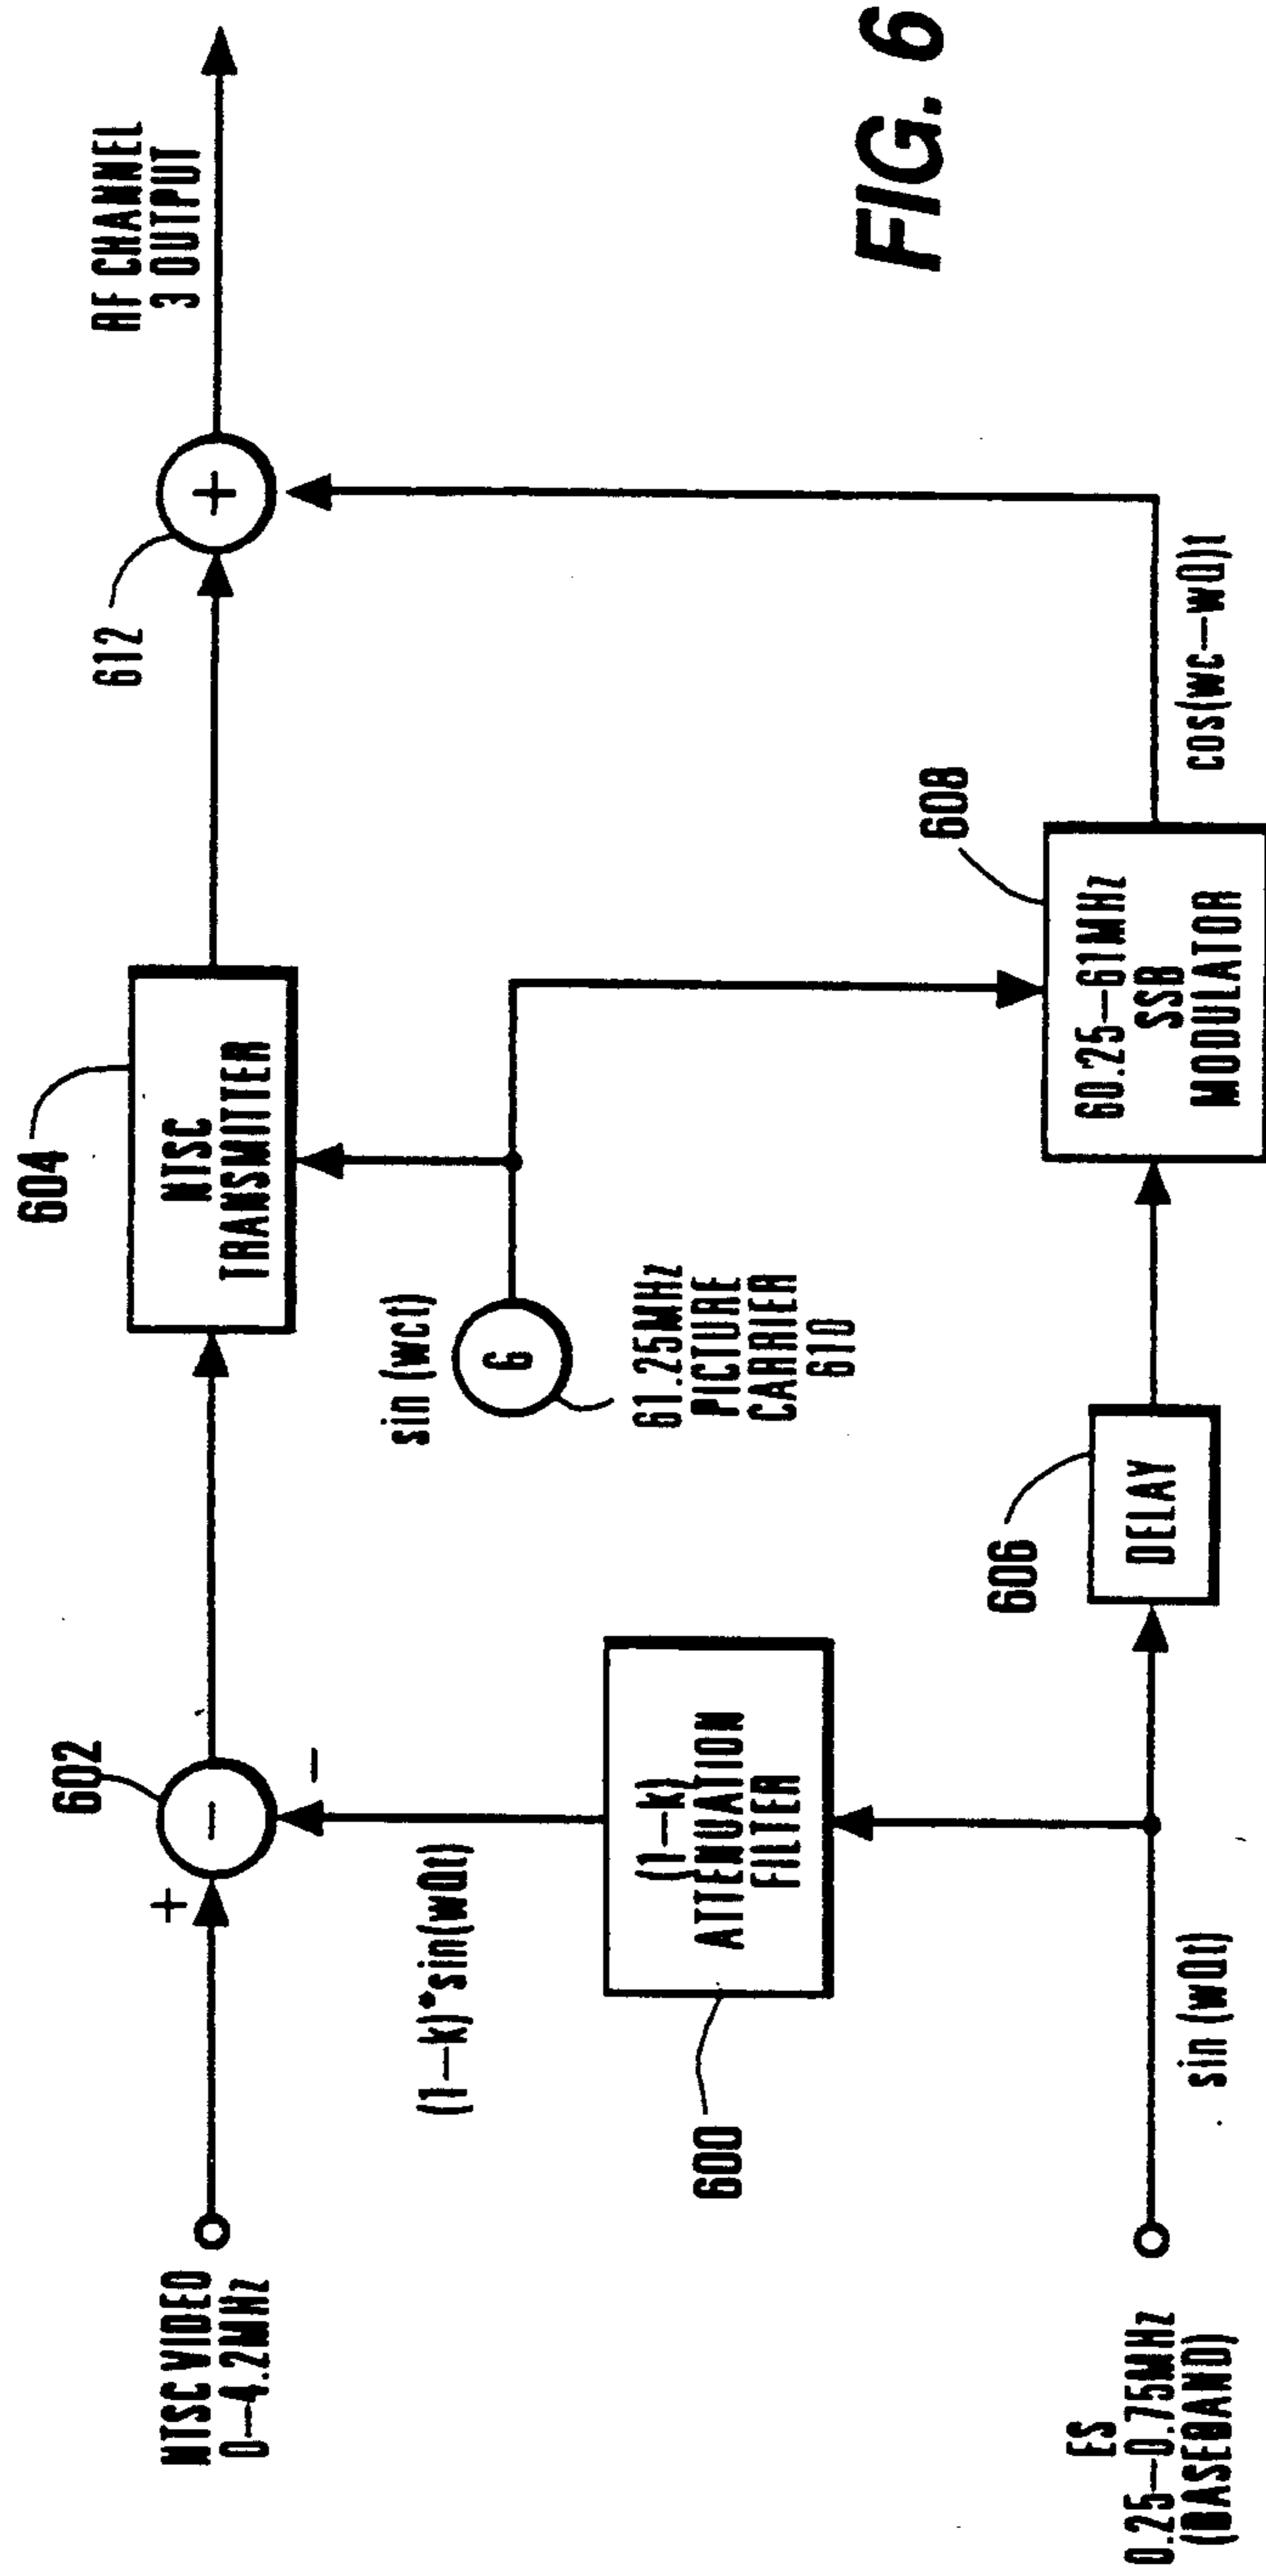 NTSC VIDEO
0—4.2MHz
+
602
−
−
(1—k)*sin(wQt)
600
(1—k)
ATTENUATION
FILTER
ES
0.25—0.75MHz
(BASEBAND)
sin (wQt)
606
DELAY
604
NTSC
TRANSMITTER
sin (wct)
G
61.25MHz
PICTURE
CARRIER
610
608
60.25—61MHz
SSB
MODULATOR
cos(wc—wQ)t
612
+
RF CHANNEL
3 OUTPUT
FIG. 6